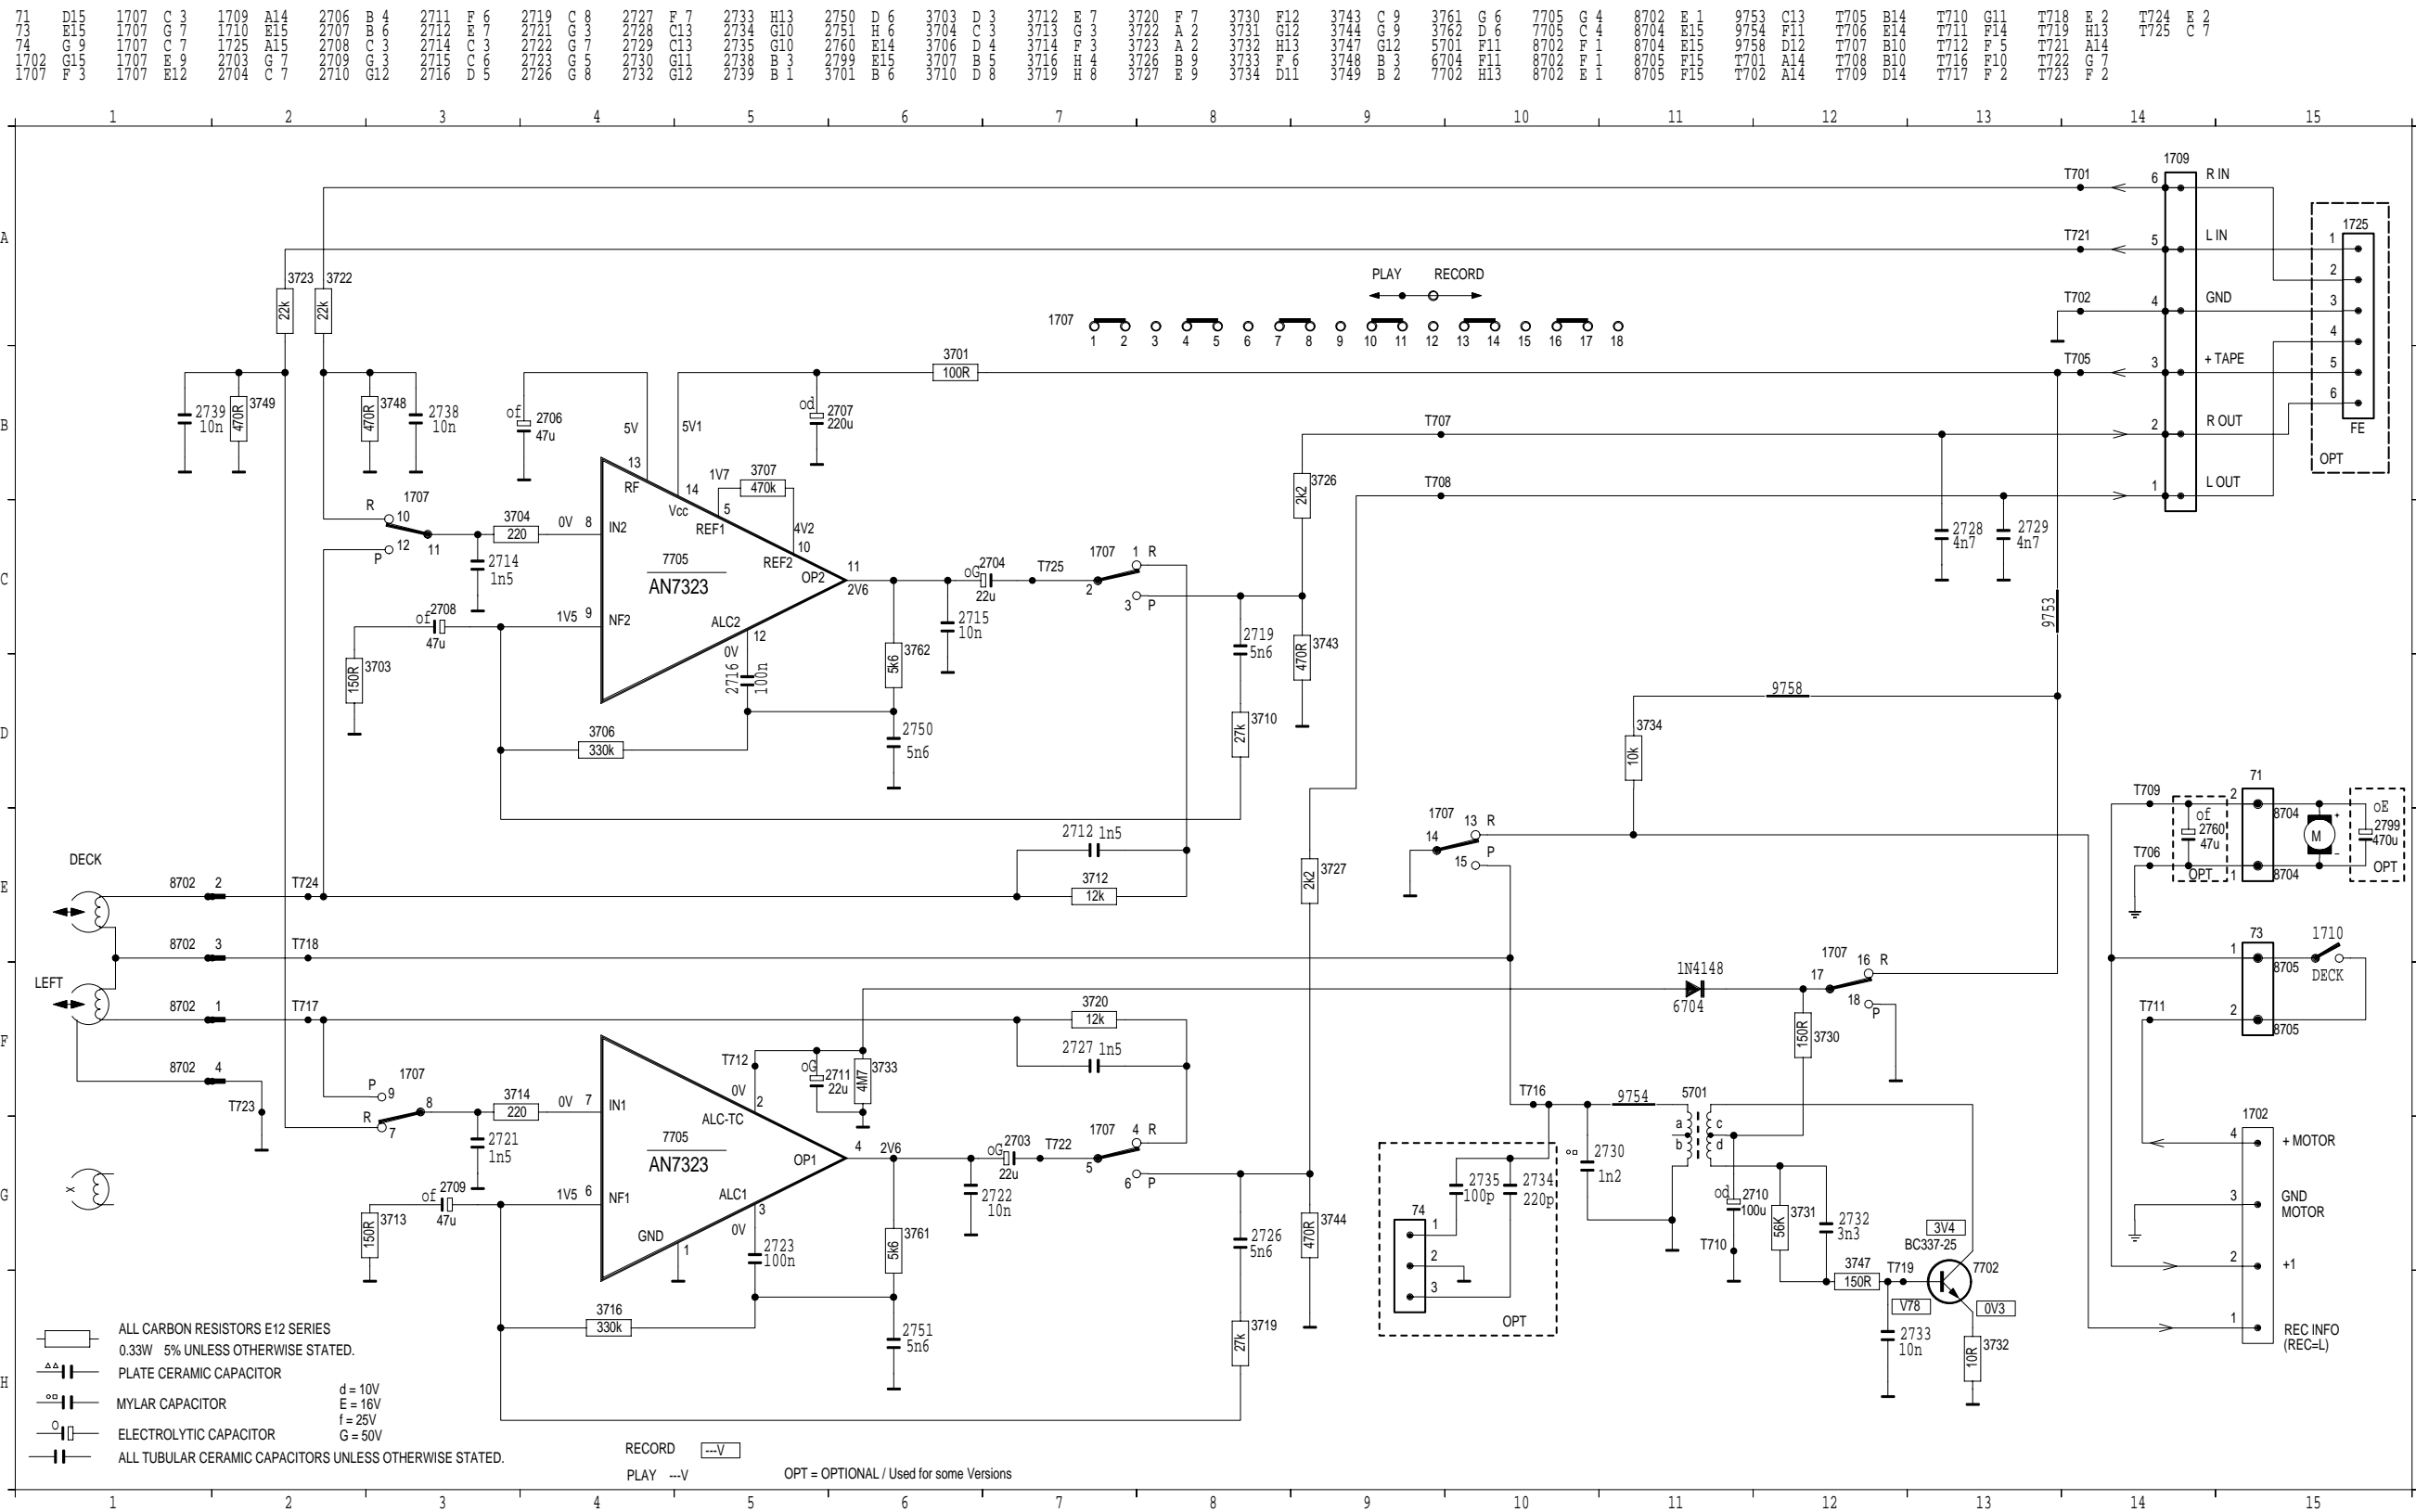 71 D15 1707 C 3 1709 A14 2706 B 4 2711 F 6 2719 C 8 2727 F 7 2733 H13 2750 D 6 3703 D 3 3712 E 7 3720 F 7 3730 F12 3743 C 9 3761 G 6 7705 G 4 8702 E 1 9753 C13 T705 B14 T710 G11 T718 E 2 T724 E 2
73 E15 1707 G 7 1710 E15 2707 B 6 2712 E 7 2721 G 3 2728 C13 2734 G10 2751 H 6 3704 C 3 3713 G 3 3722 A 2 3731 G12 3744 G 9 3762 D 6 7705 C 4 8704 E15 9754 F11 T706 E14 T711 F14 T719 H13 T725 C 7
74 G 9 1707 C 7 1725 A15 2708 C 3 2714 C 3 2722 G 7 2729 C13 2735 G10 2760 E14 3706 D 4 3714 F 3 3723 A 2 3732 H13 3747 G12 5701 F11 8702 F 1 8704 E15 9758 D12 T707 B10 T712 F 5 T721 A14
1702 G15 1707 E 9 2703 G 7 2709 G 3 2715 C 6 2723 G 5 2730 G11 2738 B 3 2799 E15 3707 B 5 3716 H 4 3726 B 9 3733 F 6 3748 B 3 6704 F11 8702 F 1 8705 F15 T701 A14 T708 B10 T716 F10 T722 G 7
1707 F 3 1707 E12 2704 C 7 2710 G12 2716 D 5 2726 G 8 2732 G12 2739 B 1 3701 B 6 3710 D 8 3719 H 8 3727 E 9 3734 D11 3749 B 2 7702 H13 8702 E 1 8705 F15 T702 A14 T709 D14 T717 F 2 T723 F 2
1 2 3 4 5 6 7 8 9 10 11 12 13 14 15
1709
T701 6 R IN
A
T721 5 L IN
1725
1
2
3
4
5
6
FE
OPT
3723 22k
3722 22k
PLAY RECORD
1707
1 2 3 4 5 6 7 8 9 10 11 12 13 14 15 16 17 18
T702 4 GND
3701
100R
T705 3 + TAPE
B
2739
10n
3749 470R
3748 470R
2738
10n
of 2706
47u
5V
5V1
od 2707
220u
T707
2 R OUT
13
RF
14
Vcc
1V7
5
REF1
3707
470k
4V2
10
REF2
3726 2k2
T708
1 L OUT
R
10
1707
12
P
11
3704
220
0V 8 IN2
2714
1n5
7705
AN7323
OP2
11
2V6
oG 2704
22u
T725
1707
1 R
2
3 P
2728
4n7
2729
4n7
C
of 2708
47u
1V5 9 NF2
ALC2
12
0V
2715
10n
2719
5n6
3743 470R
9753
3703 150R
2716 100n
3762 5k6
9758
D
3706
330k
2750
5n6
3710 27k
3734 10k
71
T709 2
8704
of
2760
47u
OPT
T706
1
8704
M
+
-
oE
2799
470u
OPT
1707
14
13 R
15 P
2712 1n5
DECK
E
8702 2 T724
3712
12k
3727 2k2
8702 3 T718
73
1
8705
1710
DECK
T711 2
8705
LEFT
1N4148
6704
1707
17
16 R
18
P
8702 1 T717
3720
12k
2727 1n5
3730 150R
F
8702 4
T723
P
9
1707
8
R
7
3714
220
0V 7 IN1
T712
0V
2
ALC-TC
oG 2711
22u
3733 4M7
T716
9754
5701
a
b
c
d
1702
4 + MOTOR
2721
1n5
7705
AN7323
OP1
4
2V6
oG 2703
22u
T722
1707
4 R
5
6 P
2730
1n2
2735
100p
2734
220p
G
x
of 2709
47u
1V5 6 NF1
ALC1
3
0V
GND
1
3713 150R
2723
100n
3761 5k6
2722
10n
2726
5n6
3744 470R
74
1
2
3
OPT
od 2710
100u
T710
3731 56K
2732
3n3
3V4
BC337-25
7702
3747
150R
T719
V78
0V3
3 GND
MOTOR
2 +1
1 REC INFO
(REC=L)
3716
330k
2751
5n6
3719 27k
2733
10n
3732 10R
H
ALL CARBON RESISTORS E12 SERIES
0.33W 5% UNLESS OTHERWISE STATED.
PLATE CERAMIC CAPACITOR
MYLAR CAPACITOR
ELECTROLYTIC CAPACITOR
ALL TUBULAR CERAMIC CAPACITORS UNLESS OTHERWISE STATED.
d = 10V
E = 16V
f = 25V
G = 50V
RECORD ---V
PLAY ---V
OPT = OPTIONAL / Used for some Versions
1 2 3 4 5 6 7 8 9 10 11 12 13 14 15